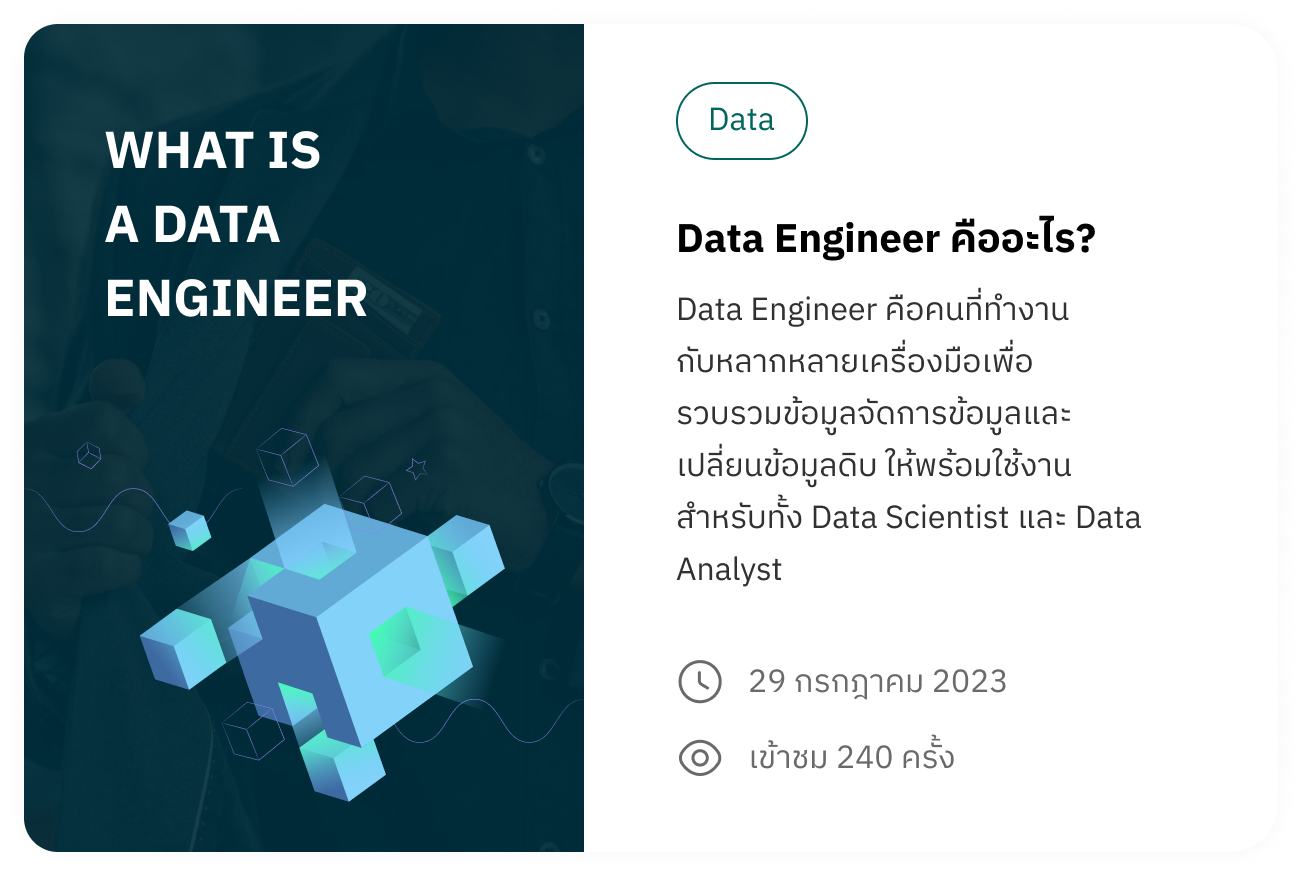 WHAT IS
A DATA
ENGINEER
Data
Data Engineer คืออะไร?
Data Engineer คือคนที่ทำงาน
กับหลากหลายเครื่องมือเพื่อ
รวบรวมข้อมูลจัดการข้อมูลและ
เปลี่ยนข้อมูลดิบ ให้พร้อมใช้งาน
สำหรับทั้ง Data Scientist และ Data
Analyst
29 กรกฎาคม 2023
เข้าชม 240 ครั้ง